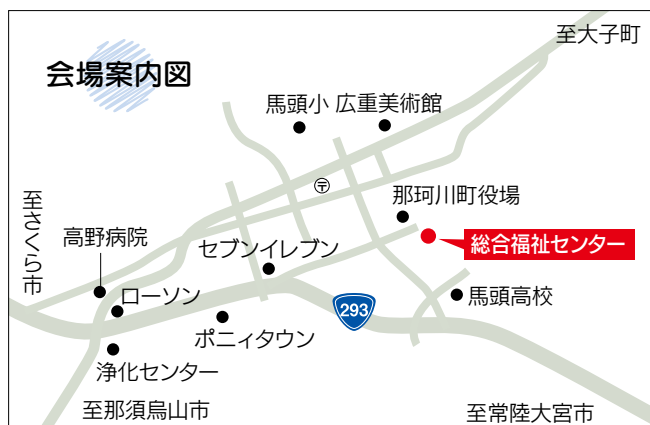 至大子町
会場案内図
馬頭小
広重美術館
〒
那珂川町役場
至さくら市
高野病院
セブンイレブン
総合福祉センター
ローソン
293
馬頭高校
ポニィタウン
浄化センター
至那須烏山市
至常陸大宮市